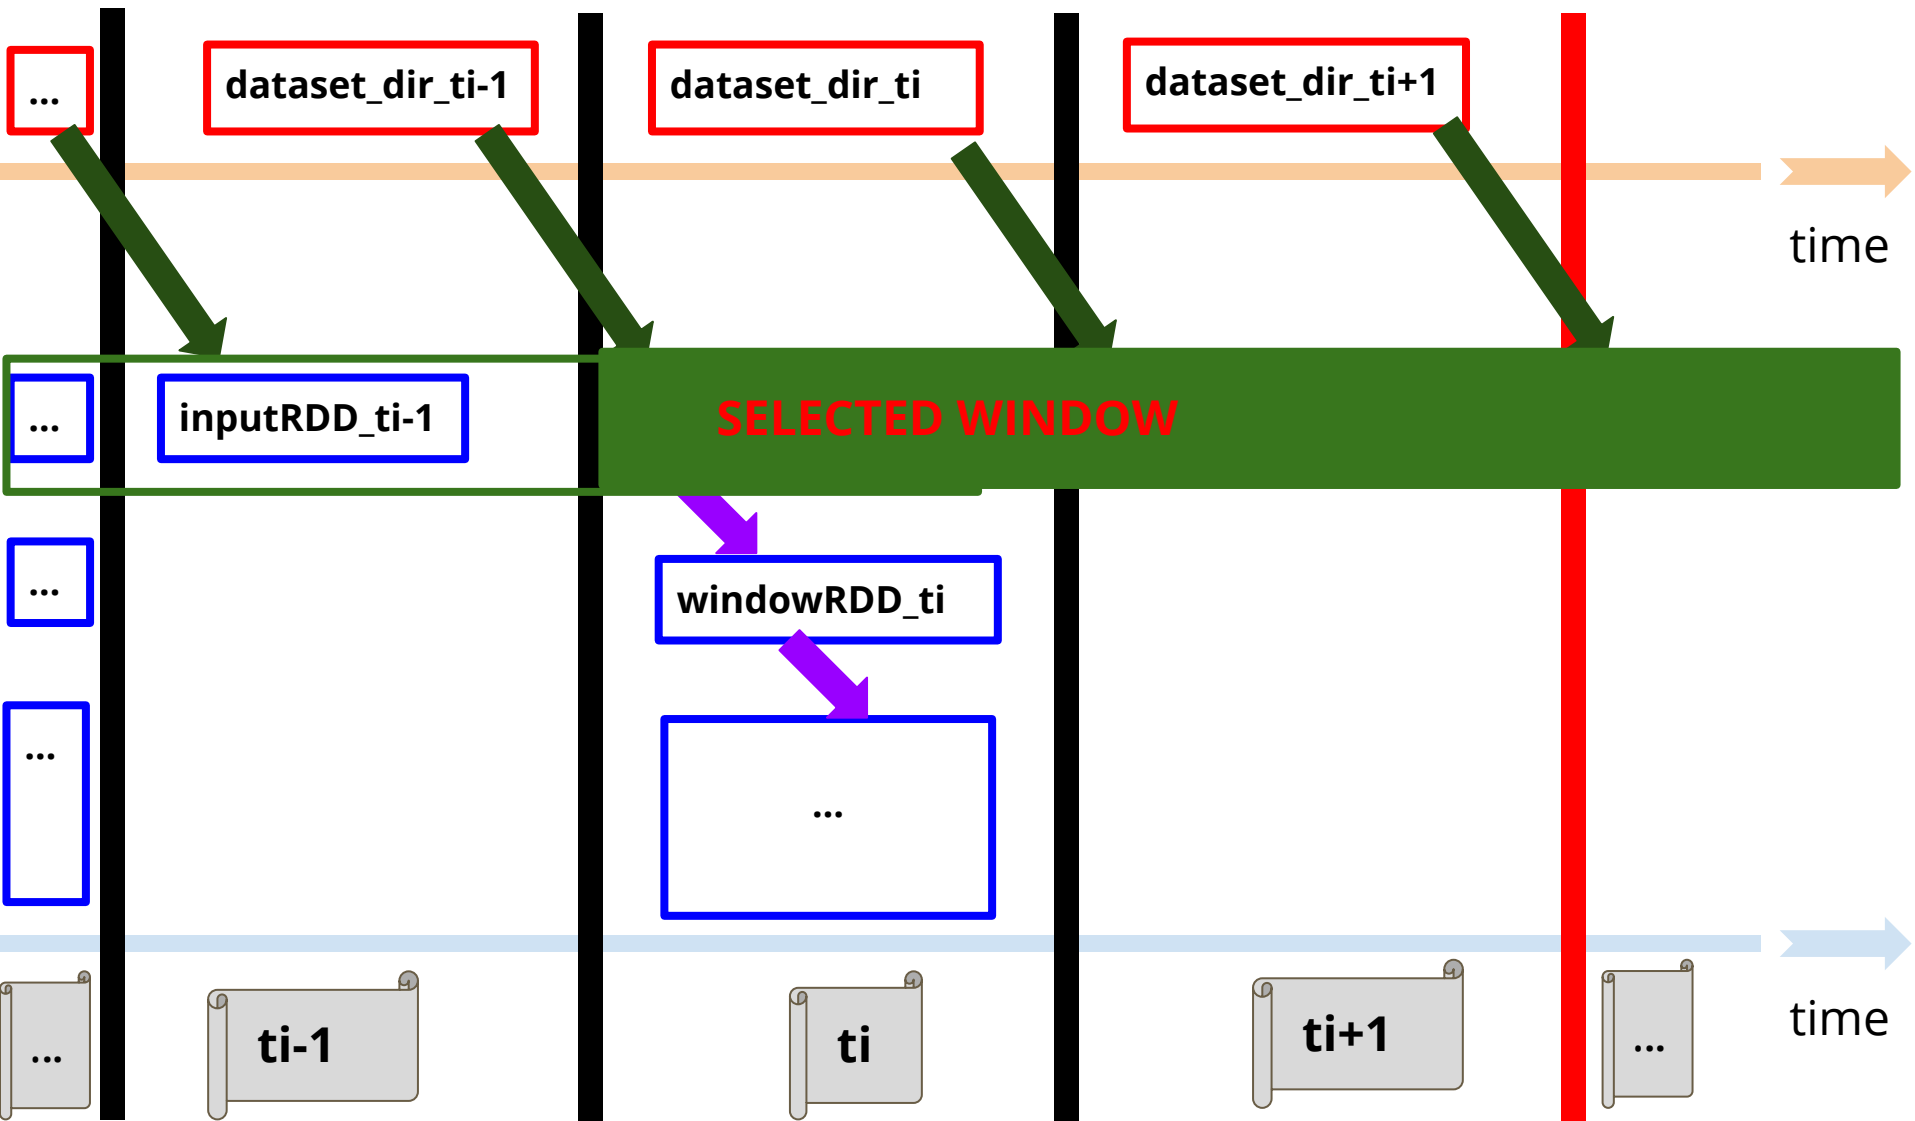 ...
dataset_dir_ti-1
dataset_dir_ti
dataset_dir_ti+1
time
...
inputRDD_ti-1
SELECTED WINDOW
...
windowRDD_ti
...
...
...
ti-1
ti
ti+1
...
time